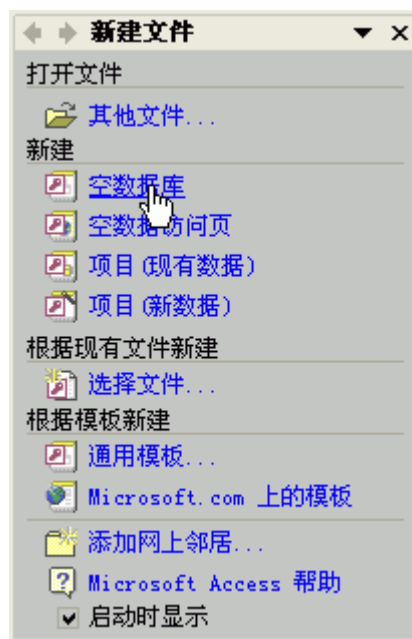 新建文件
打开文件
其他文件...
新建
空数据库
空数据访问页
项目(现有数据)
项目(新数据)
根据现有文件新建
选择文件...
根据模板新建
通用模板...
Microsoft.com 上的模板
添加网上邻居...
Microsoft Access 帮助
启动时显示